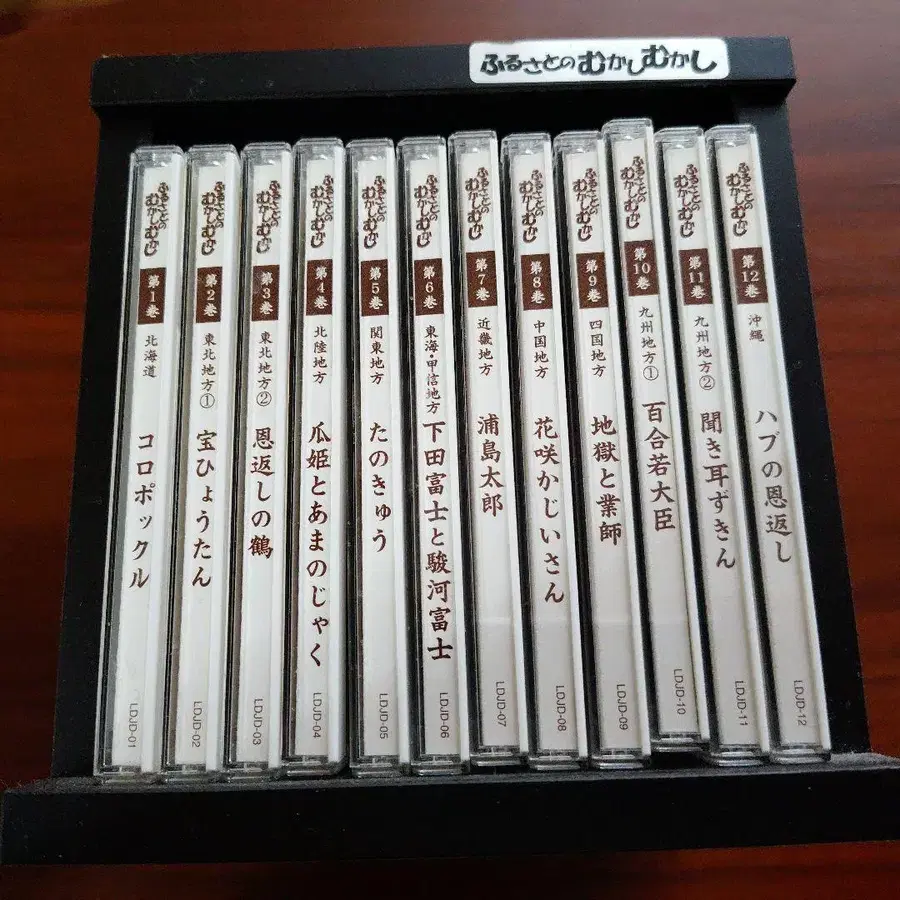 ふるさとのむかしむかし
ふるさとの
むかしむかし
第1巻
北海道
コロポックル
LDJD-01
ふるさとの
むかしむかし
第2巻
東北地方①
宝ひょうたん
LDJD-02
ふるさとの
むかしむかし
第3巻
東北地方②
恩返しの鶴
LDJD-03
ふるさとの
むかしむかし
第4巻
北陸地方
瓜姫とあまのじゃく
LDJD-04
ふるさとの
むかしむかし
第5巻
関東地方
たのきゅう
LDJD-05
ふるさとの
むかしむかし
第6巻
東海・甲信地方
下田富士と駿河富士
LDJD-06
ふるさとの
むかしむかし
第7巻
近畿地方
浦島太郎
LDJD-07
ふるさとの
むかしむかし
第8巻
中国地方
花咲かじいさん
LDJD-08
ふるさとの
むかしむかし
第9巻
四国地方
地獄と業師
LDJD-09
ふるさとの
むかしむかし
第10巻
九州地方①
百合若大臣
LDJD-10
ふるさとの
むかしむかし
第11巻
九州地方②
聞き耳ずきん
LDJD-11
ふるさとの
むかしむかし
第12巻
沖縄
ハブの恩返し
LDJD-12